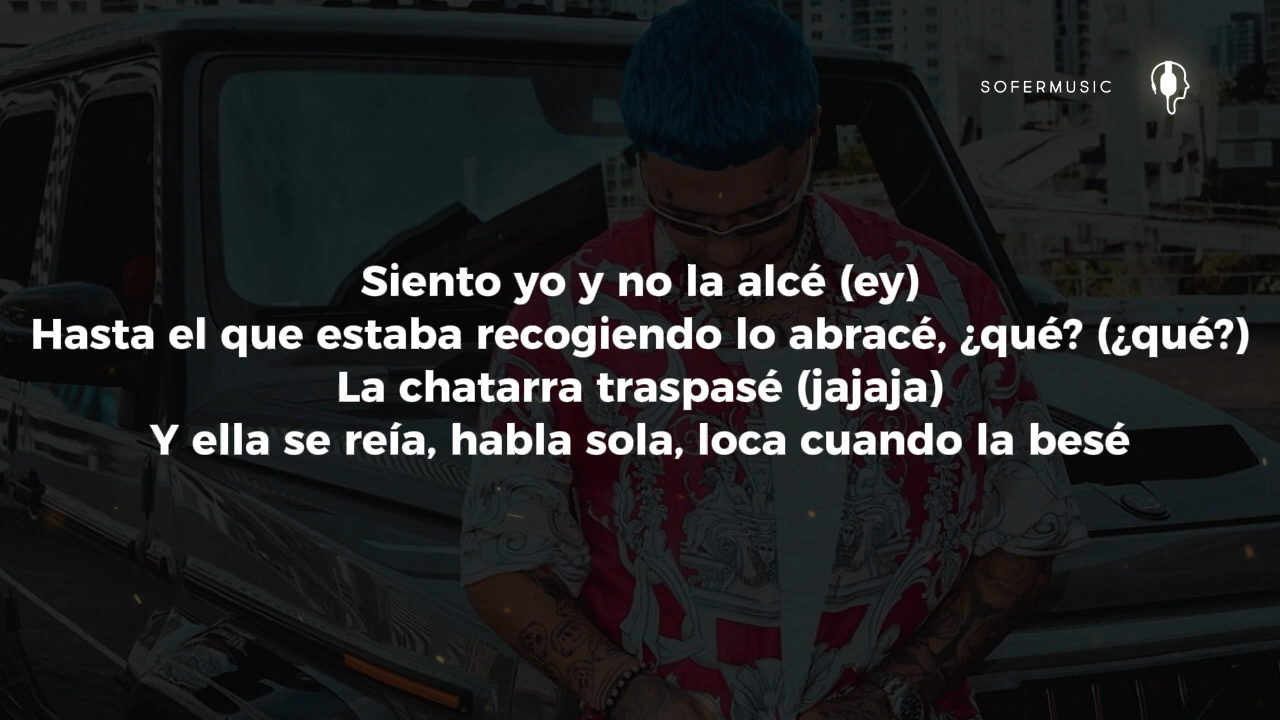 SOFERMUSIC
Siento yo y no la alcé (ey)
Hasta el que estaba recogiendo lo abracé, ¿qué? (¿qué?)
La chatarra traspasé (jajaja)
Y ella se reía, habla sola, loca cuando la besé